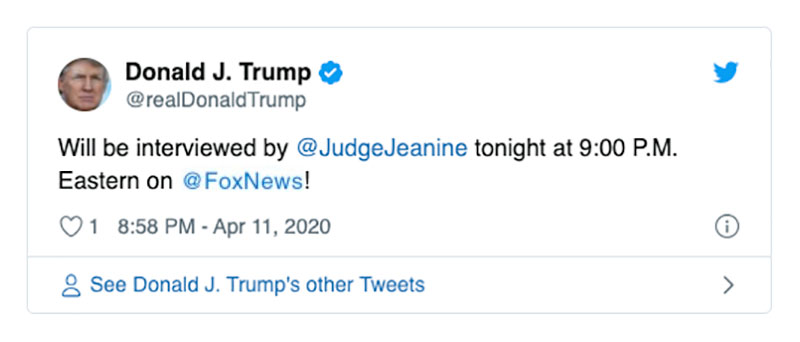 Donald J. Trump
@realDonaldTrump
Will be interviewed by @JudgeJeanine tonight at 9:00 P.M.
Eastern on @FoxNews!
1 8:58 PM - Apr 11, 2020
See Donald J. Trump's other Tweets